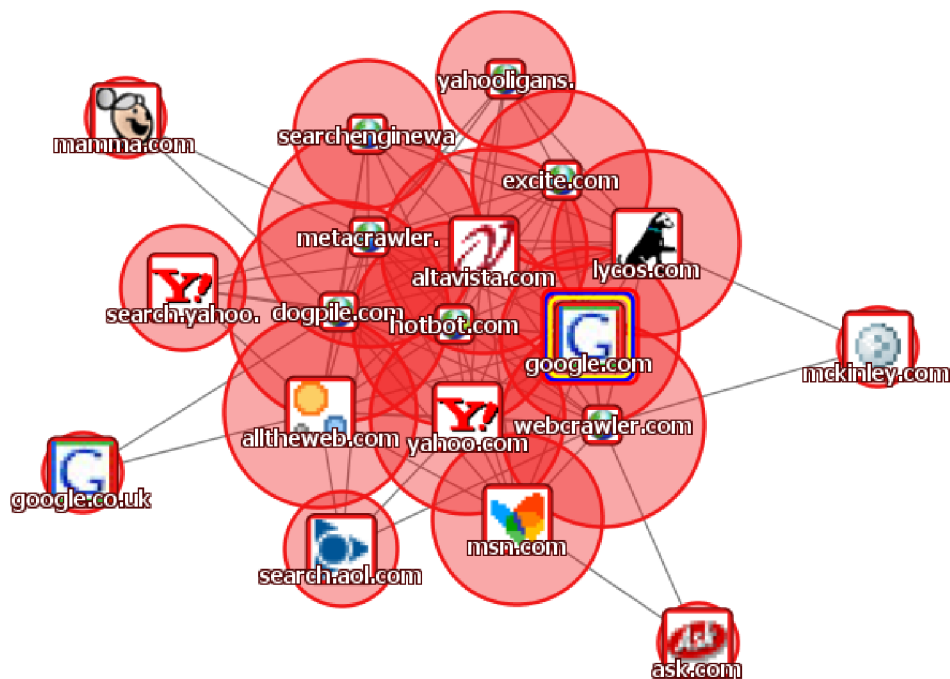 yahooligans.
mamma.com
searchenginewa
excite.com
metacrawler.
altavista.com
lycos.com
search.yahoo.
dogpile.com
hotbot.com
google.com
mckinley.com
alltheweb.com
yahoo.com
webcrawler.com
google.co.uk
msn.com
search.aol.com
ask.com